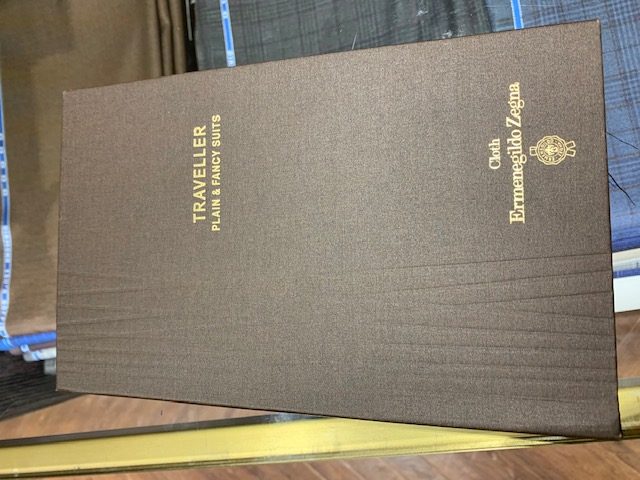 TRAVELLER
PLAIN & FANCY SUITS
Cloth
Ermenegildo Zegna